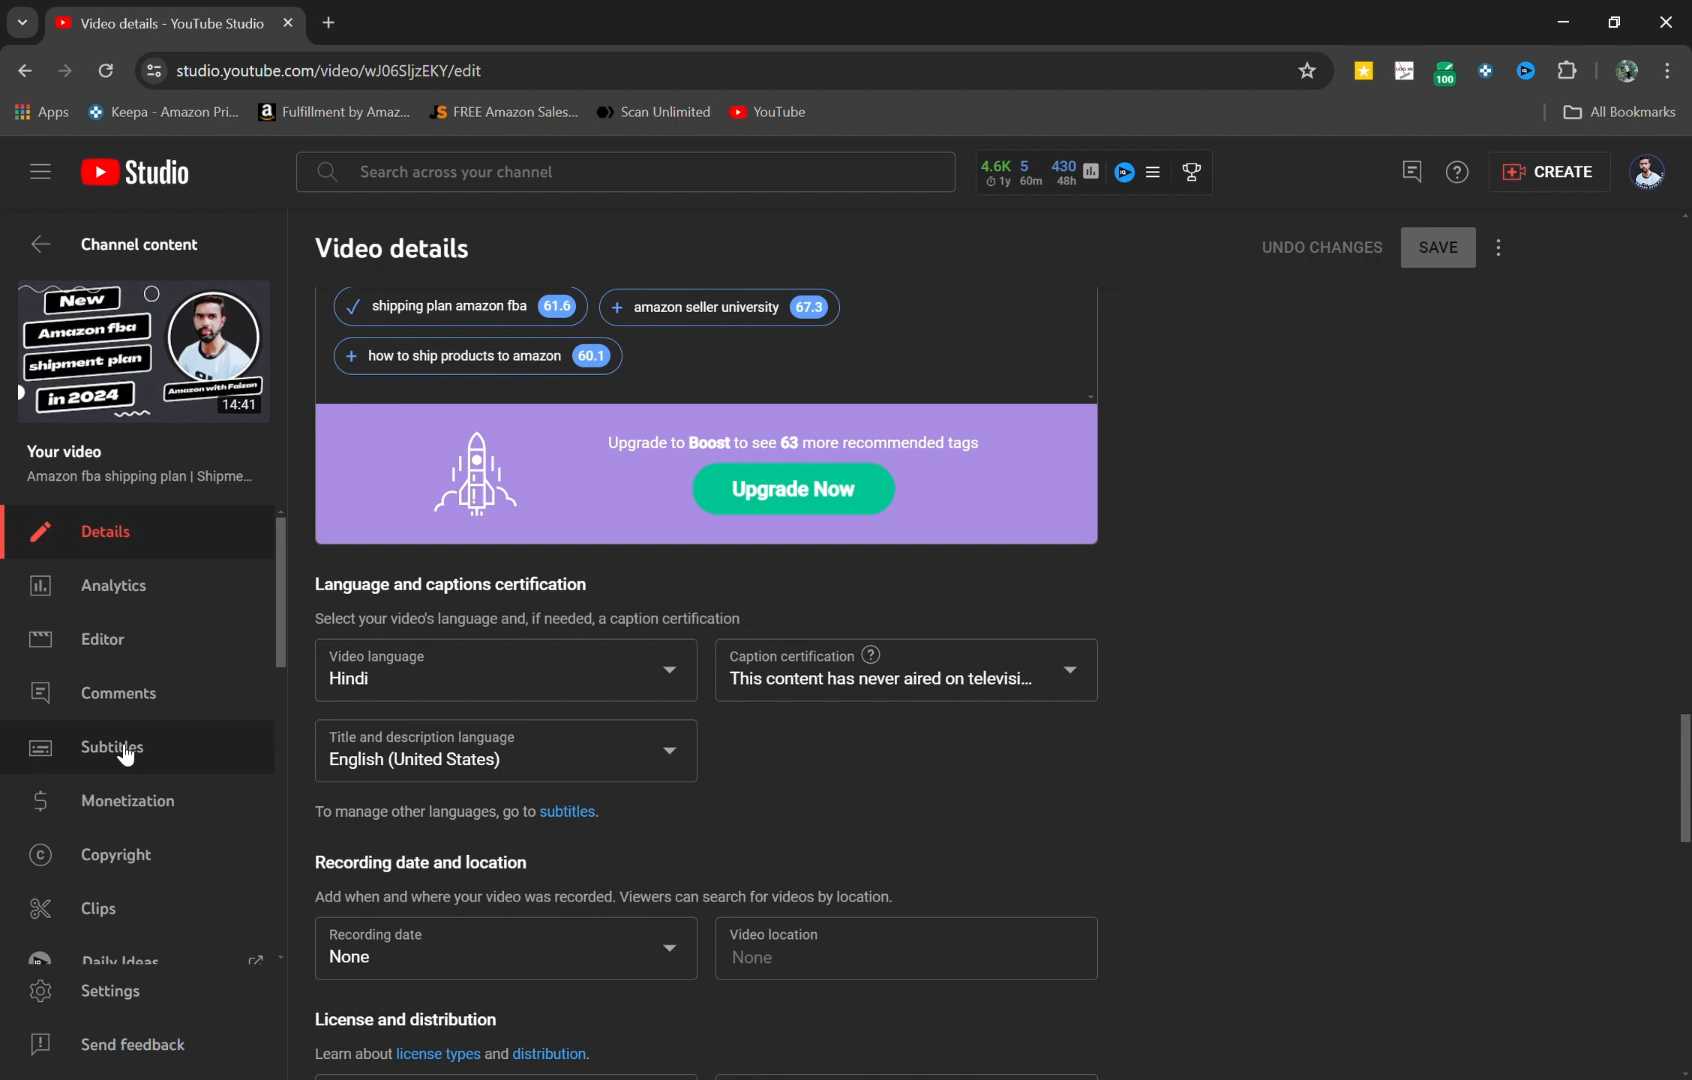 Video details - YouTube Studio
studio.youtube.com/video/wJ06SljzEKY/edit
100
Apps
Keepa - Amazon Pri...
Fulfillment by Amaz...
FREE Amazon Sales...
Scan Unlimited
YouTube
All Bookmarks
Studio
Search across your channel
4.6K 5 430
1y 60m 48h
CREATE
Channel content
New
Amazon fba
shipment plan
in 2024
Amazon with Faizan
14:41
Your video
Amazon fba shipping plan | Shipme...
Details
Analytics
Editor
Comments
Subtitles
Monetization
Copyright
Clips
Daily Ideas
Settings
Send feedback
Video details
UNDO CHANGES
SAVE
shipping plan amazon fba 61.6
+ amazon seller university 67.3
+ how to ship products to amazon 60.1
Upgrade to Boost to see 63 more recommended tags
Upgrade Now
Language and captions certification
Select your video's language and, if needed, a caption certification
Video language
Hindi
Caption certification ?
This content has never aired on televisi...
Title and description language
English (United States)
To manage other languages, go to subtitles.
Recording date and location
Add when and where your video was recorded. Viewers can search for videos by location.
Recording date
None
Video location
None
License and distribution
Learn about license types and distribution.